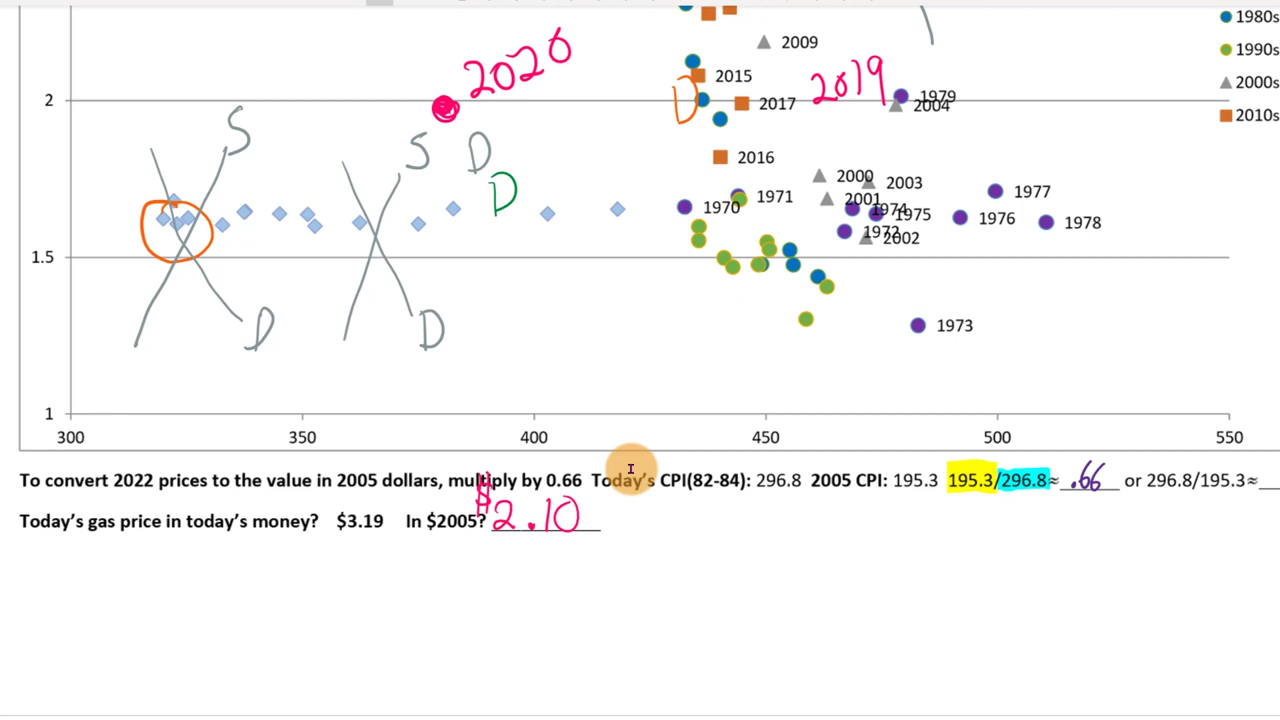 1980s
2009
2020
1990s
2015
2019
1979
2
D
2017
2004
2000s
S
2010s
S D
2016
D
2000
2003
1977
1970
1971
2001
1974
1975
1976
1978
1972
2002
1.5
D
D
1973
1
300 350 400 450 500 550
To convert 2022 prices to the value in 2005 dollars, multiply by 0.66 Today's CPI(82-84): 296.8 2005 CPI: 195.3 195.3/296.8≈ .66 or 296.8/195.3≈
Today's gas price in today's money? $3.19 In $2005? $2.10